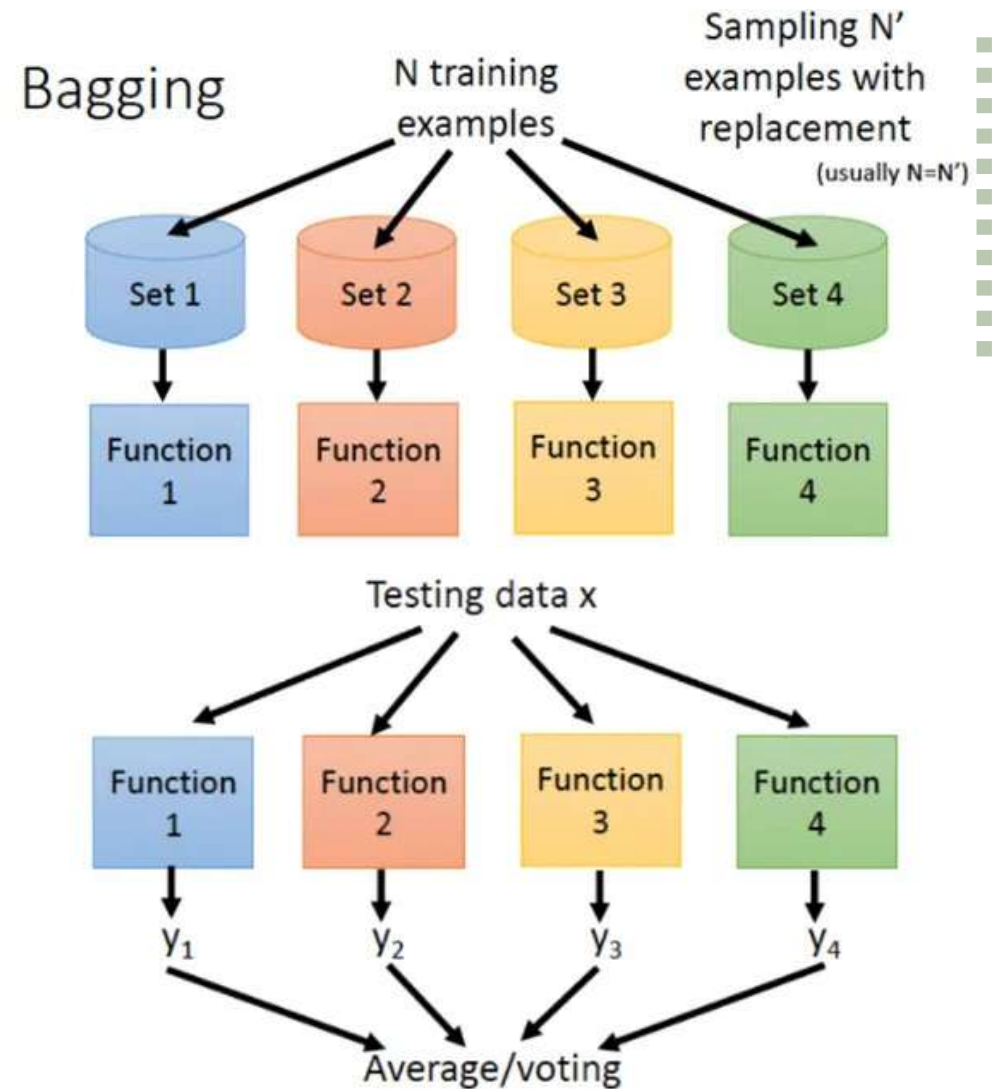 Bagging
N training
examples
Sampling N'
examples with
replacement
(usually N=N')
Set 1
Set 2
Set 3
Set 4
Function
1
Function
2
Function
3
Function
4
Testing data x
Function
1
Function
2
Function
3
Function
4
y₁
y₂
y₃
y₄
Average/voting